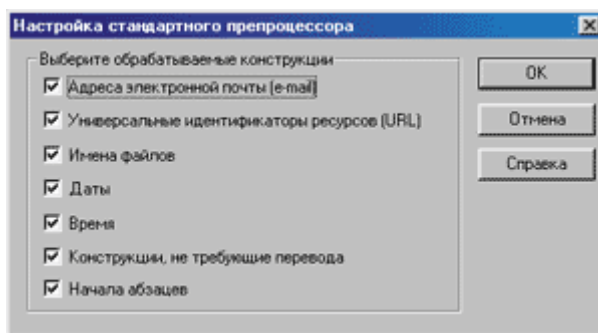 Настройка стандартного препроцессора
Выберите обрабатываемые конструкции
Адреса электронной почты (e-mail)
Универсальные идентификаторы ресурсов (URL)
Имена файлов
Даты
Время
Конструкции, не требующие перевода
Начала абзацев
OK
Отмена
Справка